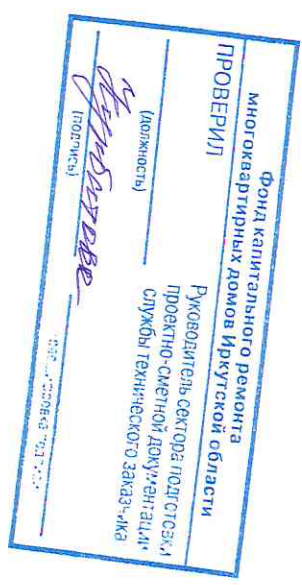 Фонд капитального ремонта
многоквартирных домов Иркутской области
ПРОВЕРИЛ
Руководитель сектора подготовки
проектно-сметной документации
службы технического заказчика
(должность)
(подпись)